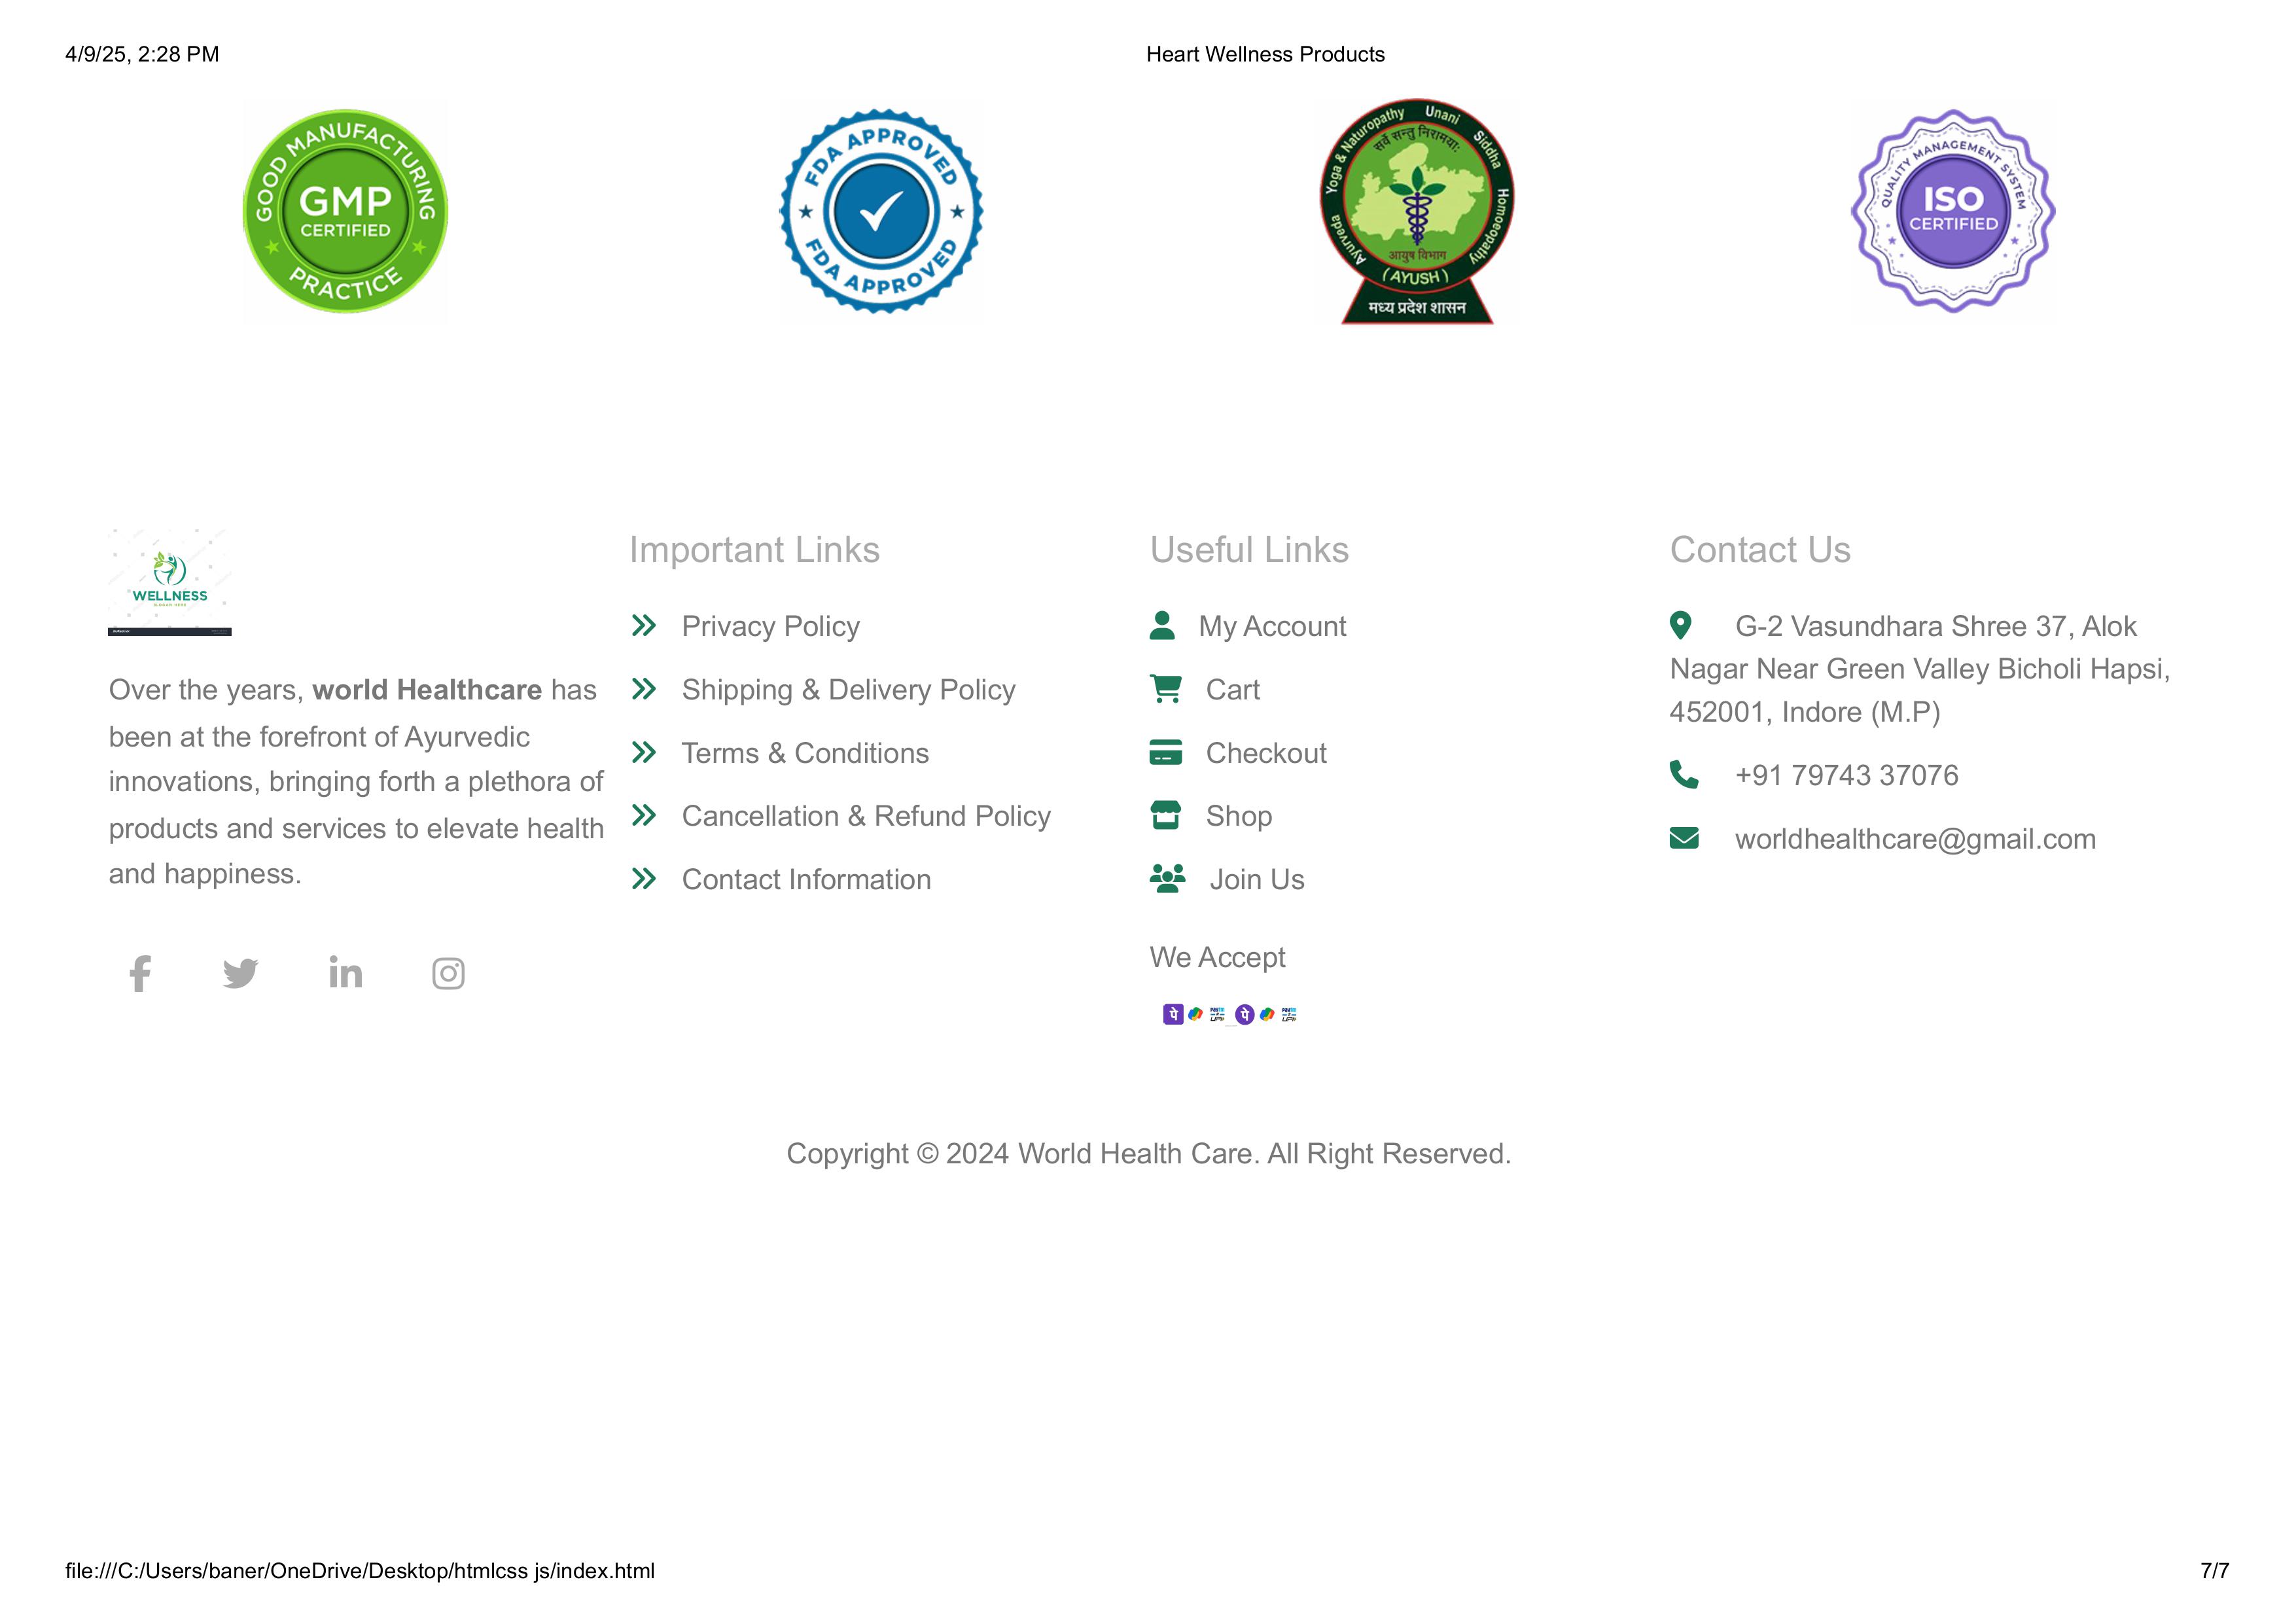 4/9/25, 2:28 PM
Heart Wellness Products
GOOD MANUFACTURING
GMP
CERTIFIED
PRACTICE
FDA APPROVED
FDA APPROVED
Ayurveda Yoga & Naturopathy Unani Siddha Homoeopathy
सर्वे सन्तु निरामयाः
आयुष विभाग
(AYUSH)
मध्य प्रदेश शासन
QUALITY MANAGEMENT SYSTEM
ISO
CERTIFIED
WELLNESS
SLOGAN HERE
Over the years, world Healthcare has
been at the forefront of Ayurvedic
innovations, bringing forth a plethora of
products and services to elevate health
and happiness.
Important Links
Privacy Policy
Shipping & Delivery Policy
Terms & Conditions
Cancellation & Refund Policy
Contact Information
Useful Links
My Account
Cart
Checkout
Shop
Join Us
We Accept
पे
UPI
पे
UPI
Contact Us
G-2 Vasundhara Shree 37, Alok
Nagar Near Green Valley Bicholi Hapsi,
452001, Indore (M.P)
+91 79743 37076
worldhealthcare@gmail.com
Copyright © 2024 World Health Care. All Right Reserved.
file:///C:/Users/baner/OneDrive/Desktop/htmlcss js/index.html
7/7